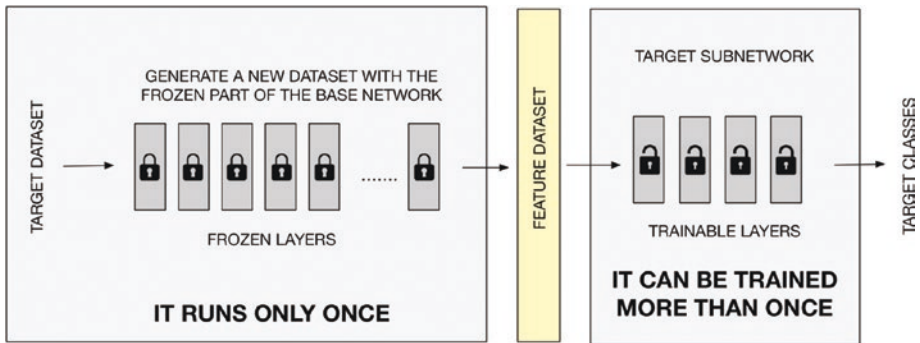 TARGET DATASET
GENERATE A NEW DATASET WITH THE
FROZEN PART OF THE BASE NETWORK
.......
FROZEN LAYERS
IT RUNS ONLY ONCE
FEATURE DATASET
TARGET SUBNETWORK
TRAINABLE LAYERS
IT CAN BE TRAINED
MORE THAN ONCE
TARGET CLASSES